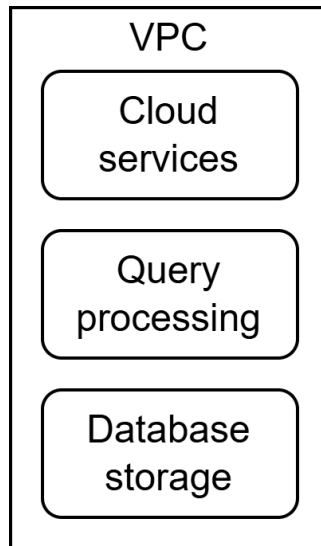 VPC
Cloud
services
Query
processing
Database
storage